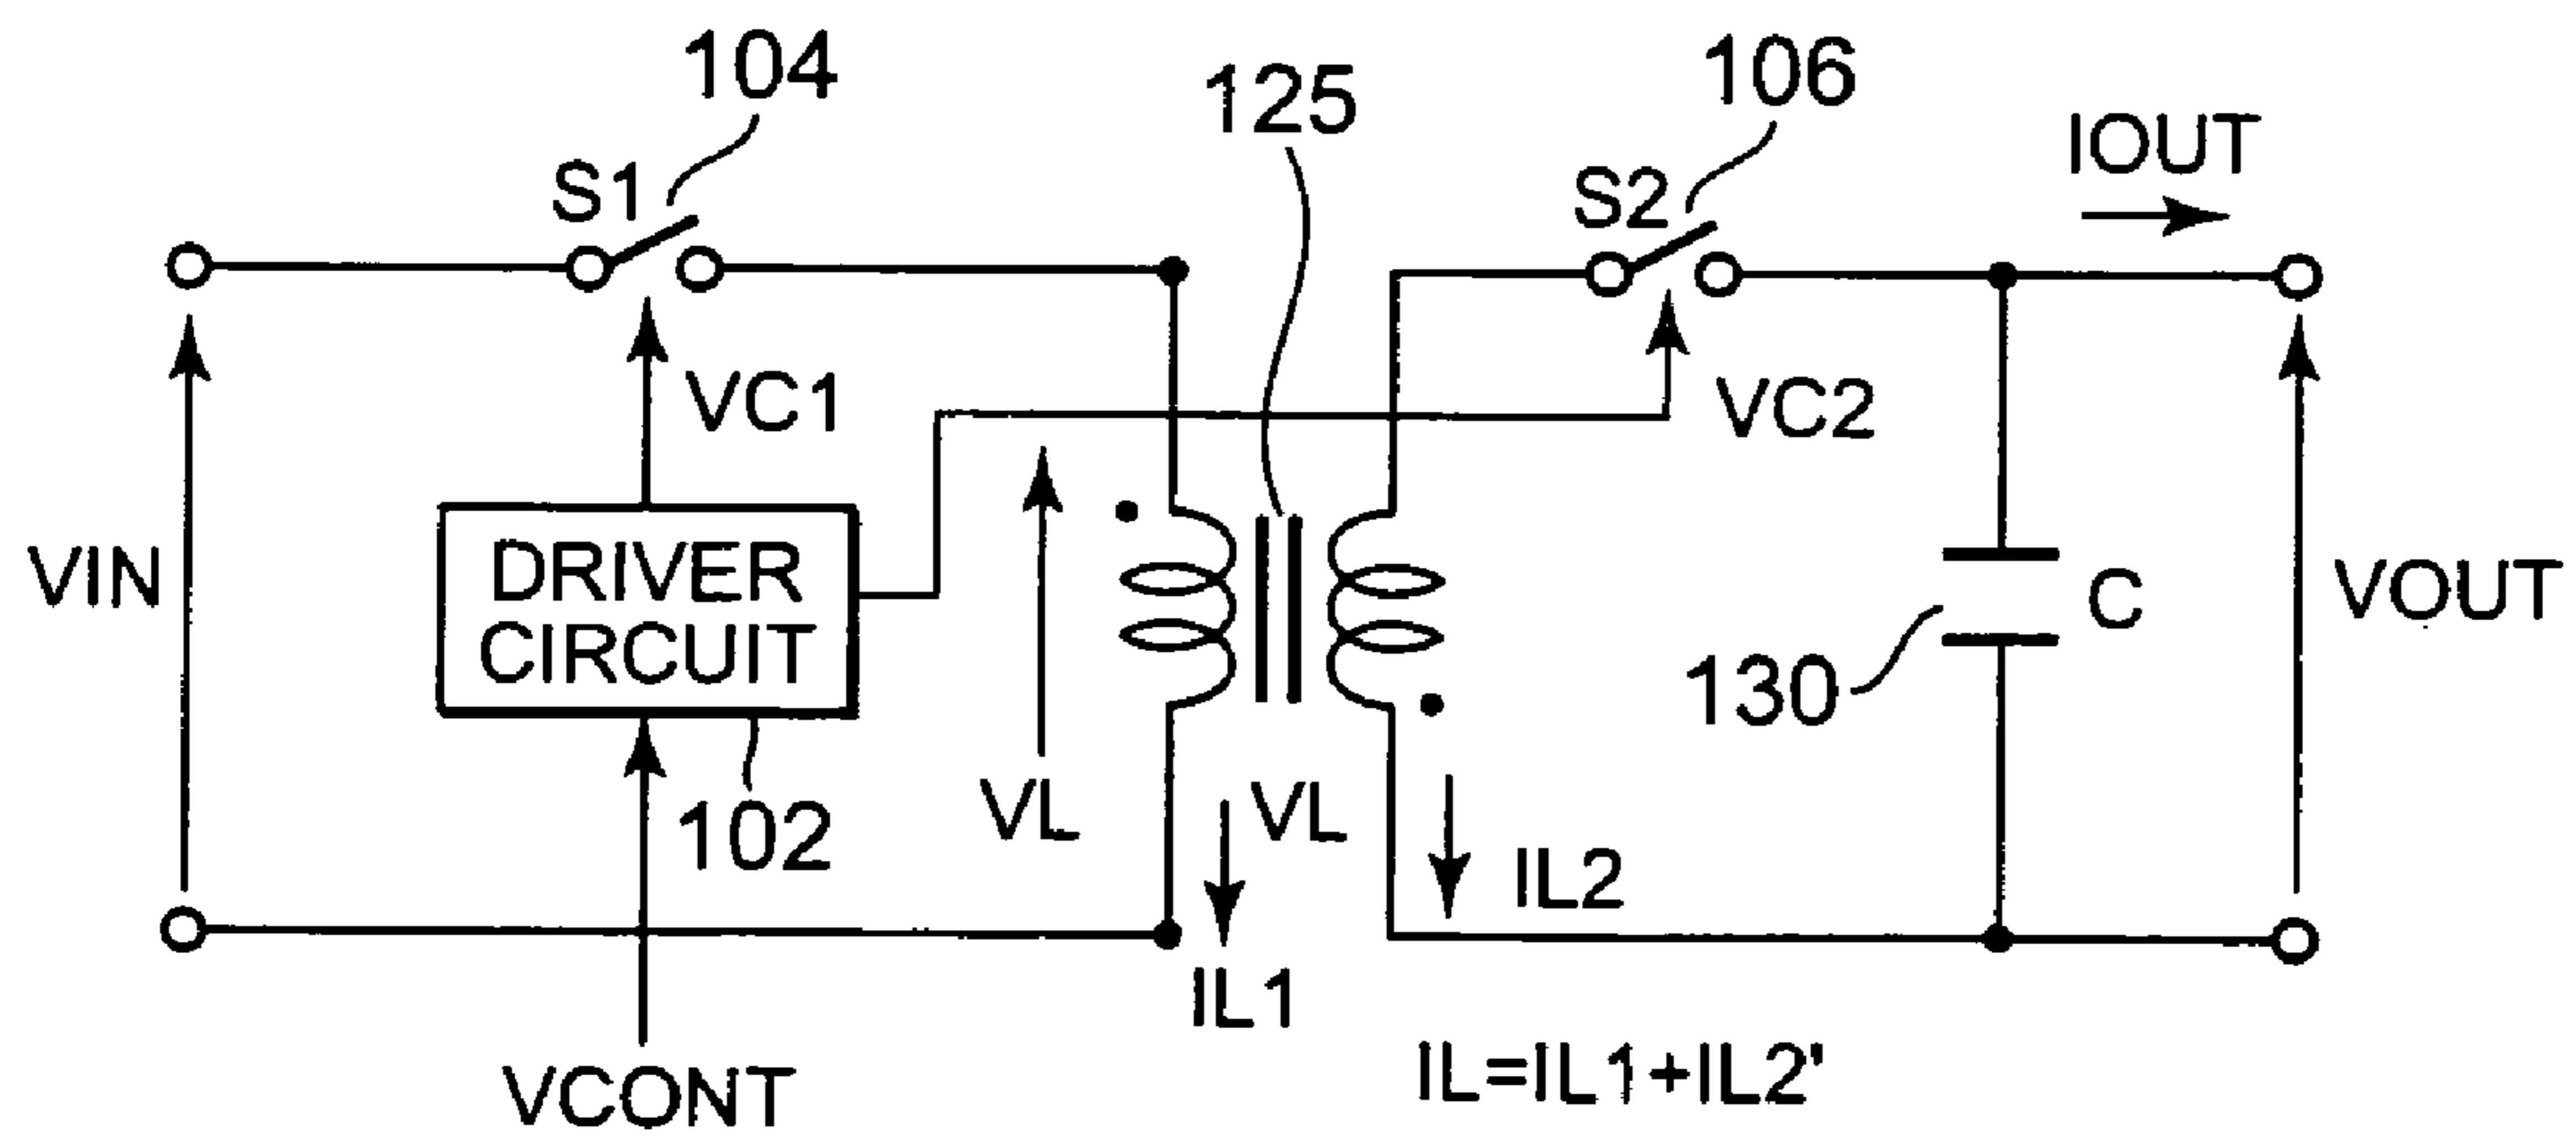 104
125
106
IOUT
S1
S2
VC1
VC2
VIN
DRIVER
CIRCUIT
C
VOUT
130
102
VL
VL
IL2
IL1
VCONT
IL=IL1+IL2'